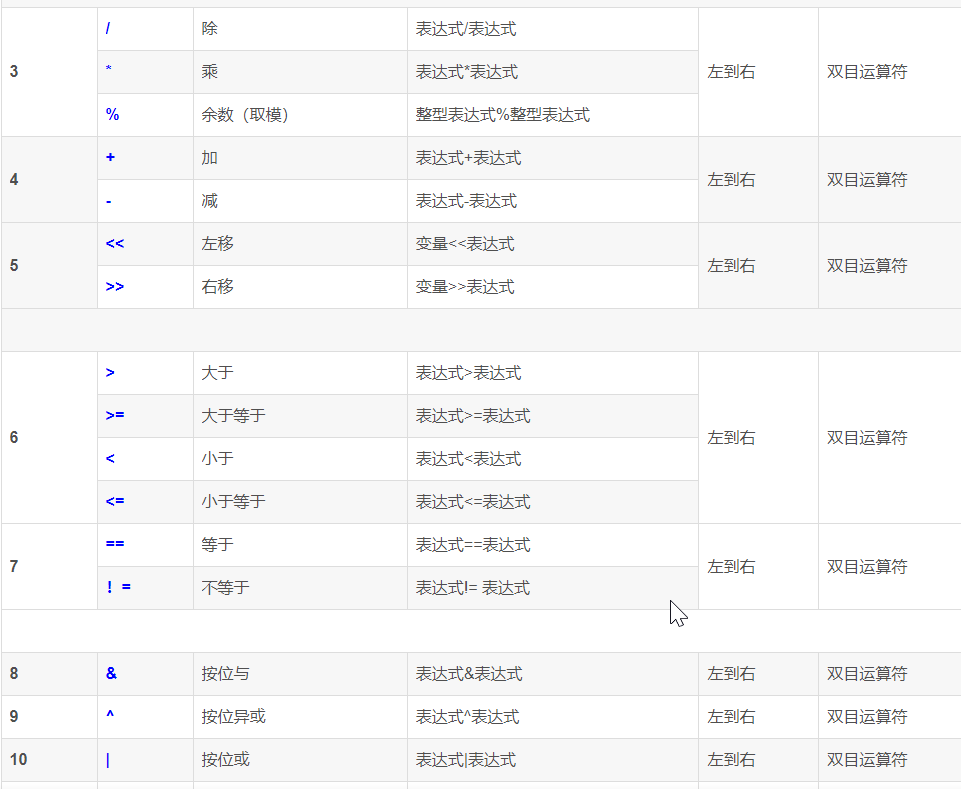 / 除 表达式/表达式
3 * 乘 表达式*表达式 左到右 双目运算符
% 余数（取模） 整型表达式%整型表达式
+ 加 表达式+表达式
4 左到右 双目运算符
- 减 表达式-表达式
<< 左移 变量<<表达式
5 左到右 双目运算符
>> 右移 变量>>表达式
> 大于 表达式>表达式
>= 大于等于 表达式>=表达式
6 左到右 双目运算符
< 小于 表达式<表达式
<= 小于等于 表达式<=表达式
== 等于 表达式==表达式
7 左到右 双目运算符
！= 不等于 表达式!= 表达式
8 & 按位与 表达式&表达式 左到右 双目运算符
9 ^ 按位异或 表达式^表达式 左到右 双目运算符
10 | 按位或 表达式|表达式 左到右 双目运算符